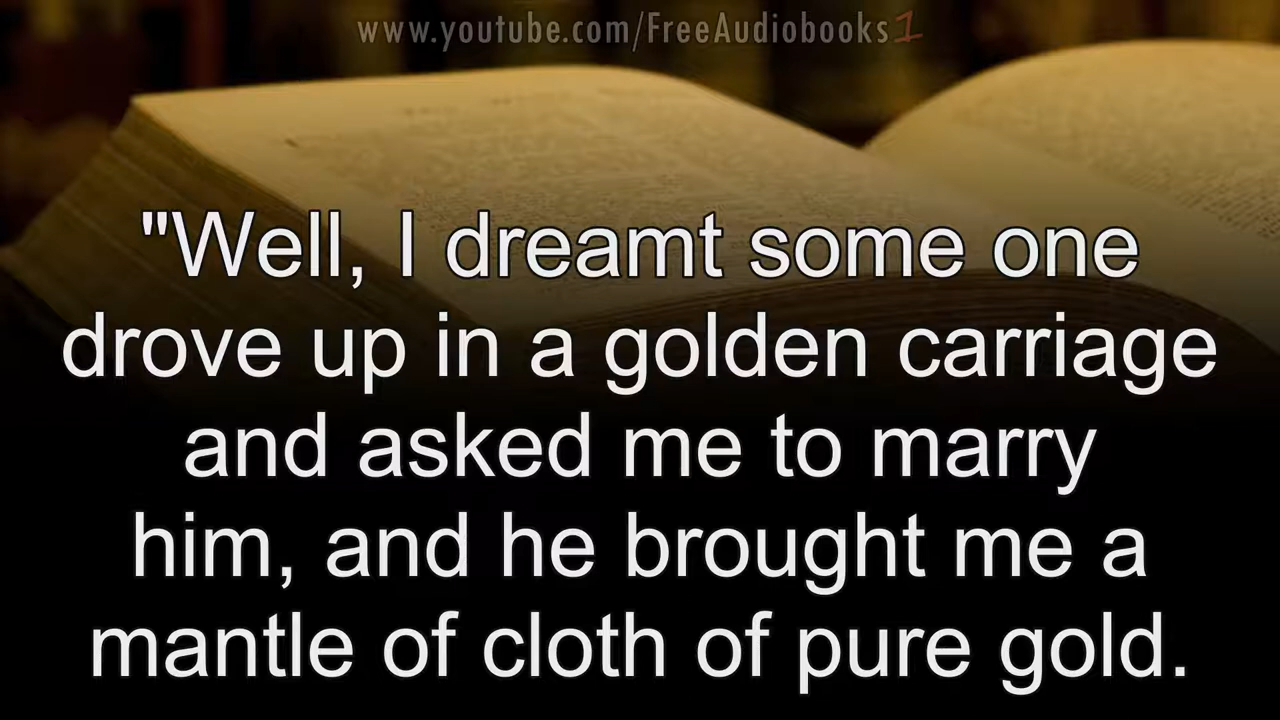 www.youtube.com/FreeAudiobooks1
"Well, I dreamt some one
drove up in a golden carriage
and asked me to marry
him, and he brought me a
mantle of cloth of pure gold.